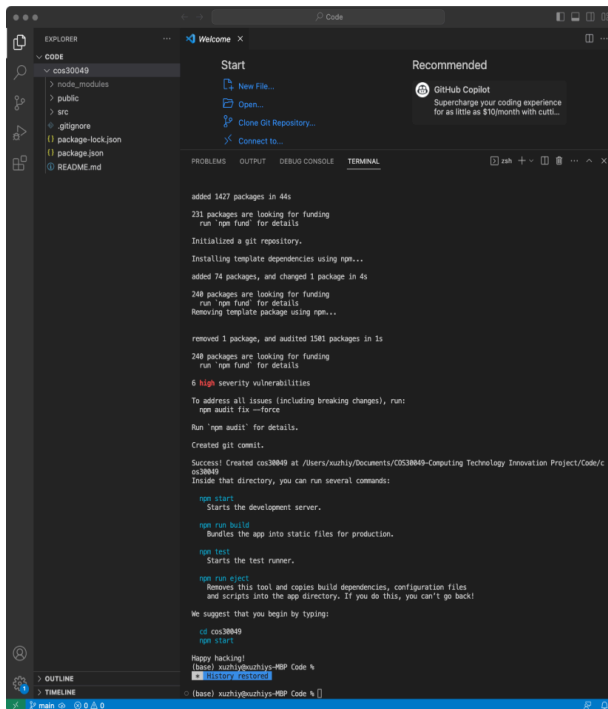 Code
EXPLORER
Welcome
CODE
cos30049
node_modules
public
src
.gitignore
package-lock.json
package.json
README.md
Start
New File...
Open...
Clone Git Repository...
Connect to...
Recommended
GitHub Copilot
Supercharge your coding experience
for as little as $10/month with cutti...
PROBLEMS OUTPUT DEBUG CONSOLE TERMINAL
zsh
added 1427 packages in 44s
231 packages are looking for funding
run `npm fund` for details
Initialized a git repository.
Installing template dependencies using npm...
added 74 packages, and changed 1 package in 4s
240 packages are looking for funding
run `npm fund` for details
Removing template package using npm...
removed 1 package, and audited 1501 packages in 1s
240 packages are looking for funding
run `npm fund` for details
6 high severity vulnerabilities
To address all issues (including breaking changes), run:
npm audit fix --force
Run `npm audit` for details.
Created git commit.
Success! Created cos30049 at /Users/xuzhiy/Documents/COS30049-Computing Technology Innovation Project/Code/c
os30049
Inside that directory, you can run several commands:
npm start
Starts the development server.
npm run build
Bundles the app into static files for production.
npm test
Starts the test runner.
npm run eject
Removes this tool and copies build dependencies, configuration files
and scripts into the app directory. If you do this, you can't go back!
We suggest that you begin by typing:
cd cos30049
npm start
Happy hacking!
(base) xuzhiy@xuzhiys-MBP Code %
* History restored
(base) xuzhiy@xuzhiys-MBP Code %
OUTLINE
TIMELINE
1
main 0 0